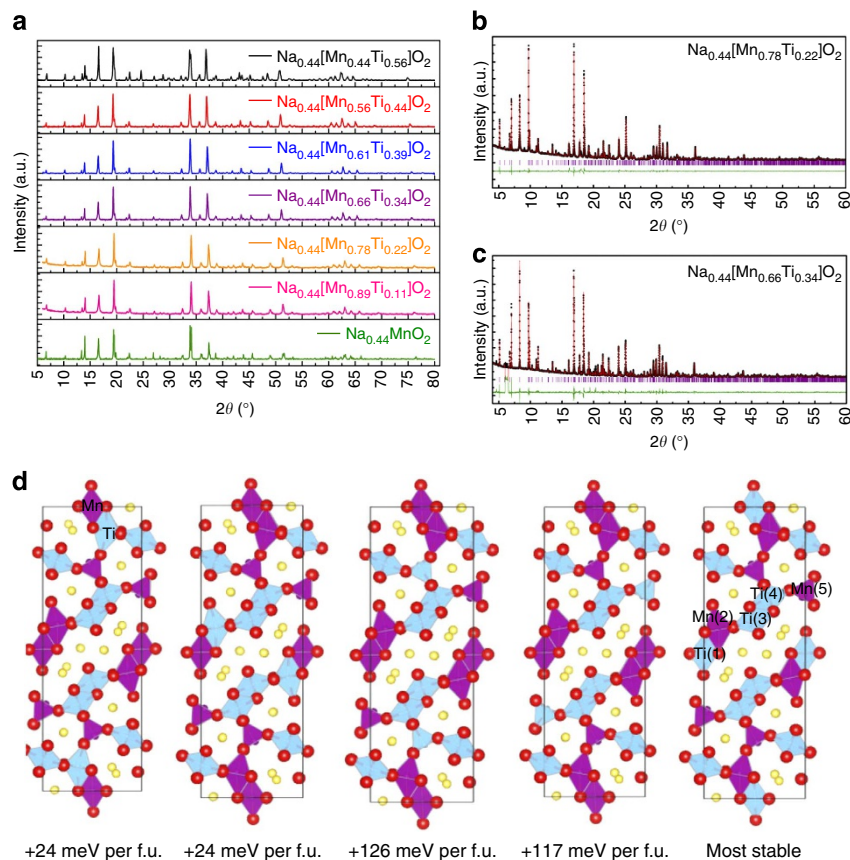 a
Na0.44[Mn0.44Ti0.56]O2
Na0.44[Mn0.56Ti0.44]O2
Na0.44[Mn0.61Ti0.39]O2
Na0.44[Mn0.66Ti0.34]O2
Na0.44[Mn0.78Ti0.22]O2
Na0.44[Mn0.89Ti0.11]O2
Na0.44MnO2
Intensity (a.u.)
5 10 15 20 25 30 35 40 45 50 55 60 65 70 75 80
2θ (°)
b
Na0.44[Mn0.78Ti0.22]O2
Intensity (a.u.)
5 10 15 20 25 30 35 40 45 50 55 60
2θ (°)
c
Na0.44[Mn0.66Ti0.34]O2
Intensity (a.u.)
5 10 15 20 25 30 35 40 45 50 55 60
2θ (°)
d
Mn
Ti
Ti(4)
Mn(5)
Mn(2)
Ti(3)
Ti(1)
+24 meV per f.u. +24 meV per f.u. +126 meV per f.u. +117 meV per f.u. Most stable